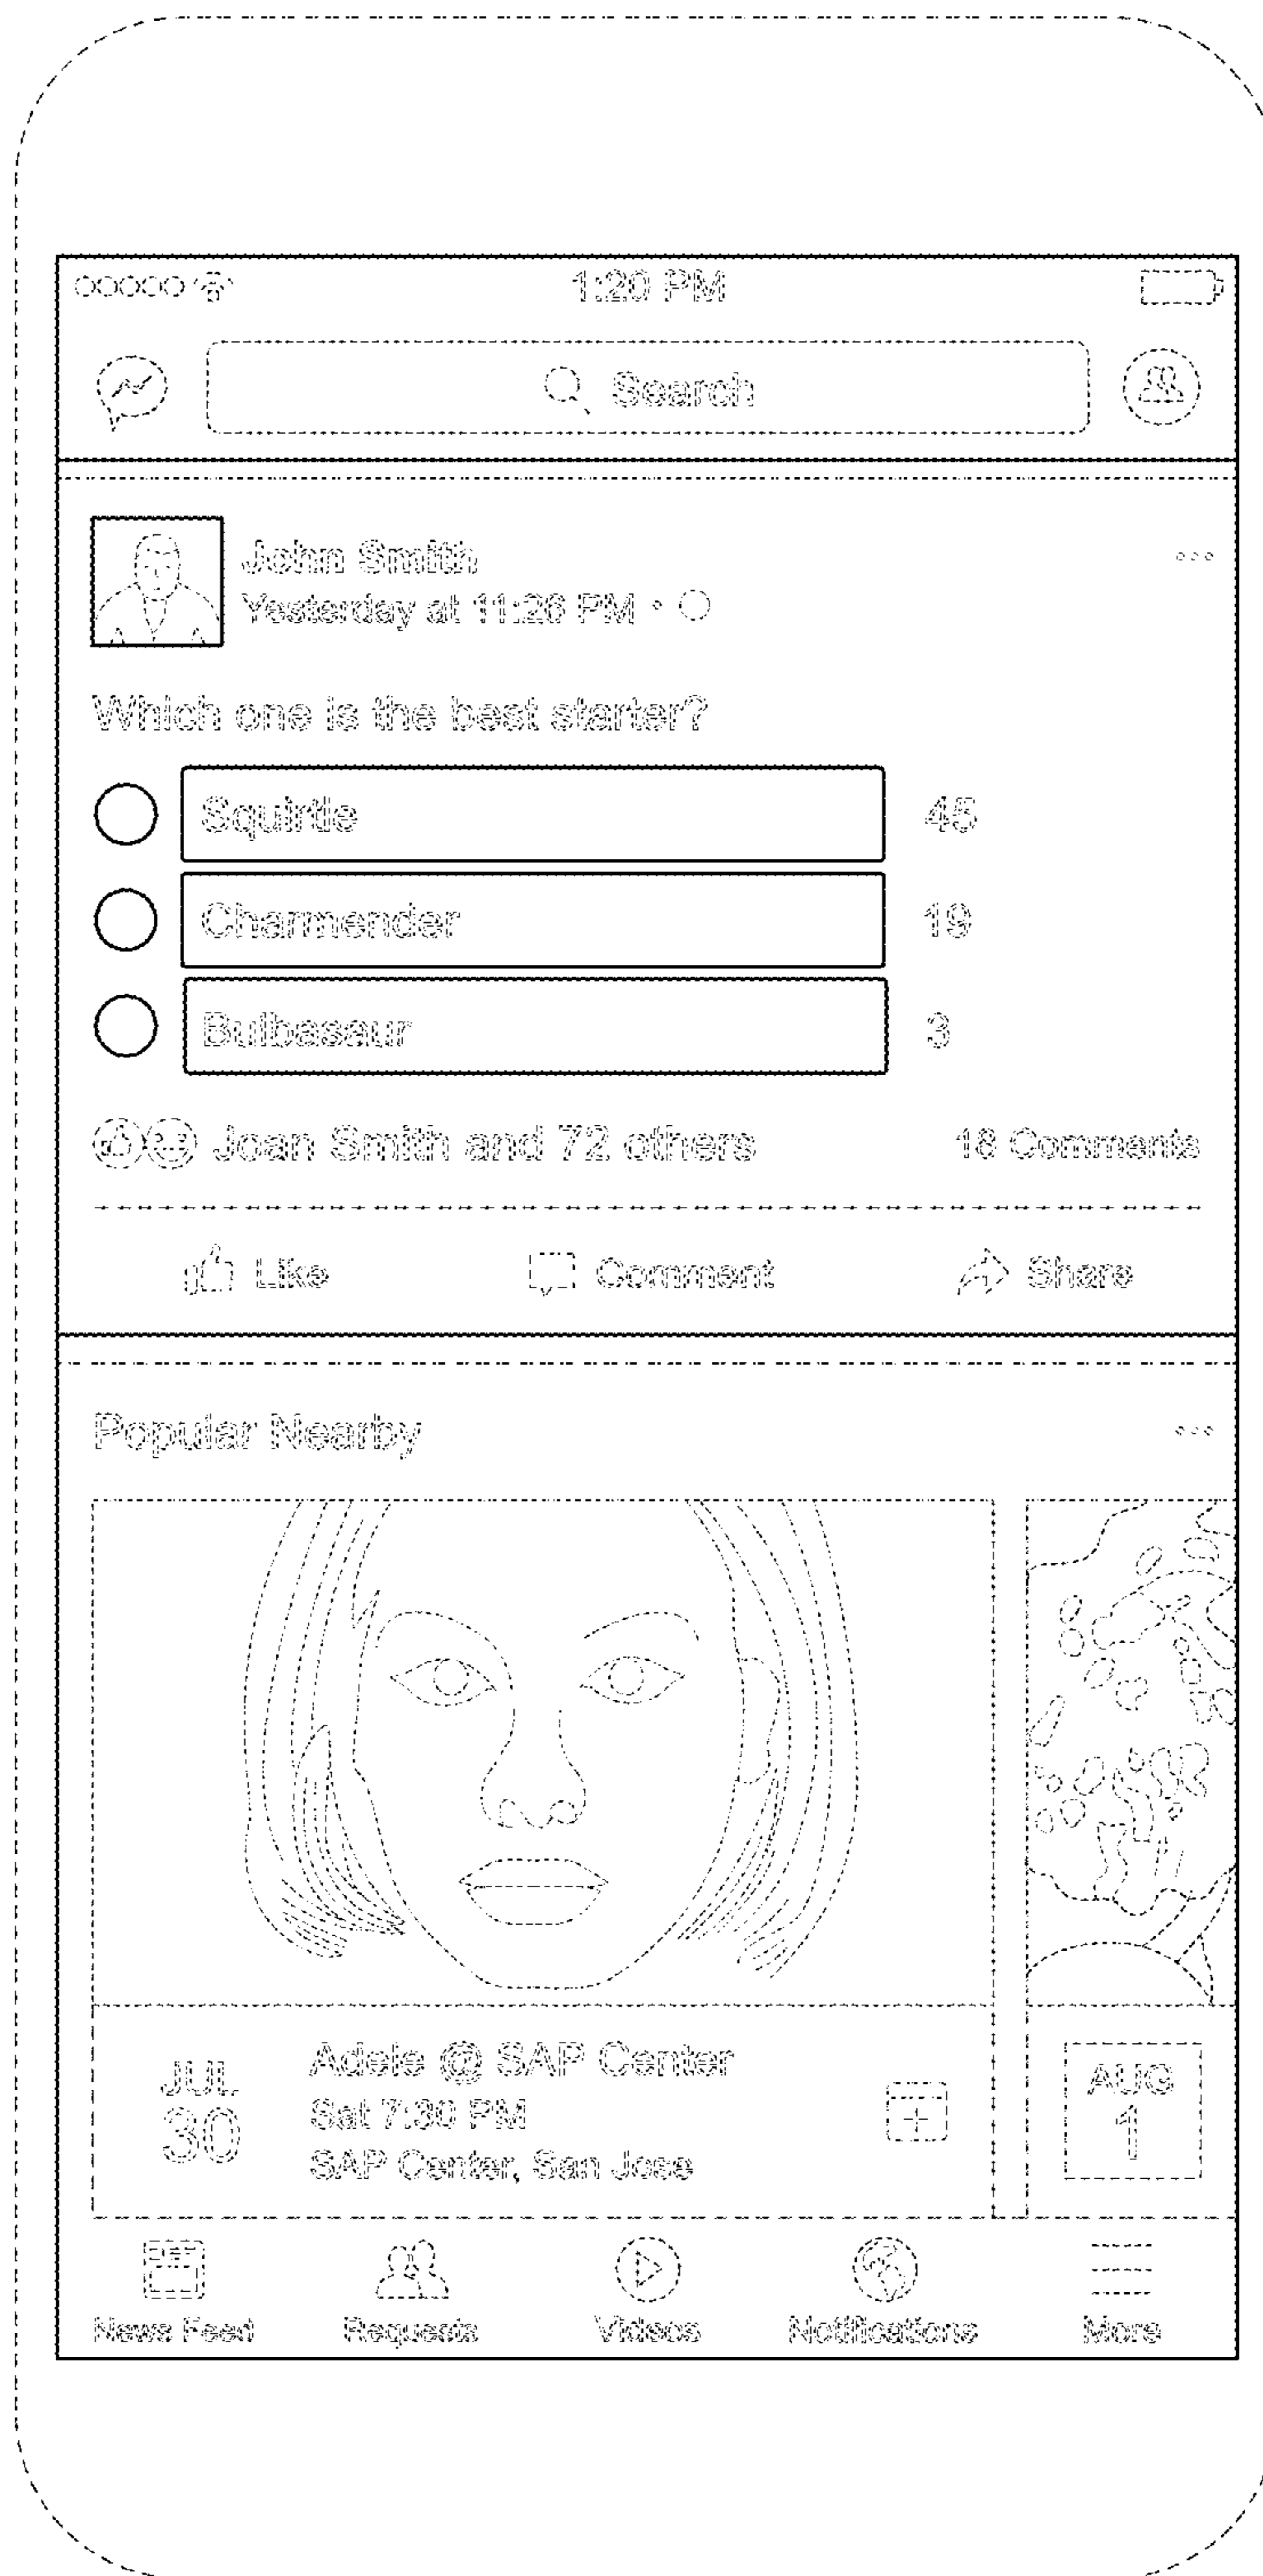 1:20 PM
Search
John Smith
Yesterday at 11:26 PM
Which one is the best starter?
Squirtle 45
Charmender 19
Bulbasaur 3
Joan Smith and 72 others 18 Comments
Like Comment Share
Popular Nearby
JUL
30
Adele @ SAP Center
Sat 7:30 PM
SAP Center, San Jose
AUG
1
News Feed Requests Videos Notifications More